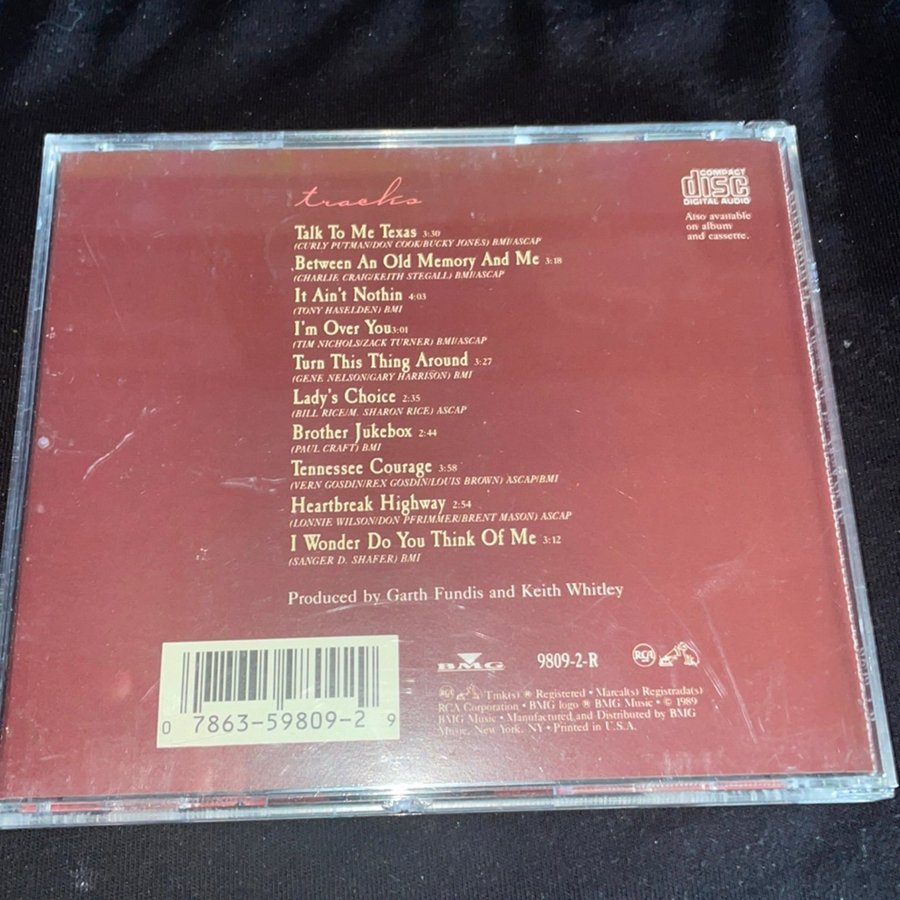 tracks
COMPACT
disc
DIGITAL AUDIO
Also available
on album
and cassette.
Talk To Me Texas 3:30
(CURLY PUTMAN/DON COOK/BUCKY JONES) BMI/ASCAP
Between An Old Memory And Me 3:18
(CHARLIE CRAIG/KEITH STEGALL) BMI/ASCAP
It Ain't Nothin 4:03
(TONY HASELDEN) BMI
I'm Over You3:01
(TIM NICHOLS/ZACK TURNER) BMI/ASCAP
Turn This Thing Around 3:27
(GENE NELSON/GARY HARRISON) BMI
Lady's Choice 2:35
(BILL RICE/M. SHARON RICE) ASCAP
Brother Jukebox 2:44
(PAUL CRAFT) BMI
Tennessee Courage 3:58
(VERN GOSDIN/REX GOSDIN/LOUIS BROWN) ASCAP/BMI
Heartbreak Highway 2:54
(LONNIE WILSON/DON PFRIMMER/BRENT MASON) ASCAP
I Wonder Do You Think Of Me 3:12
(SANGER D. SHAFER) BMI
Produced by Garth Fundis and Keith Whitley
0 7863-59809-2 9
BMG 9809-2-R RCA
RCA Tmk(s) ® Registered • Marca(s) Registrada(s)
RCA Corporation • BMG logo ® BMG Music • © 1989
BMG Music • Manufactured and Distributed by BMG
Music, New York, NY • Printed in U.S.A.